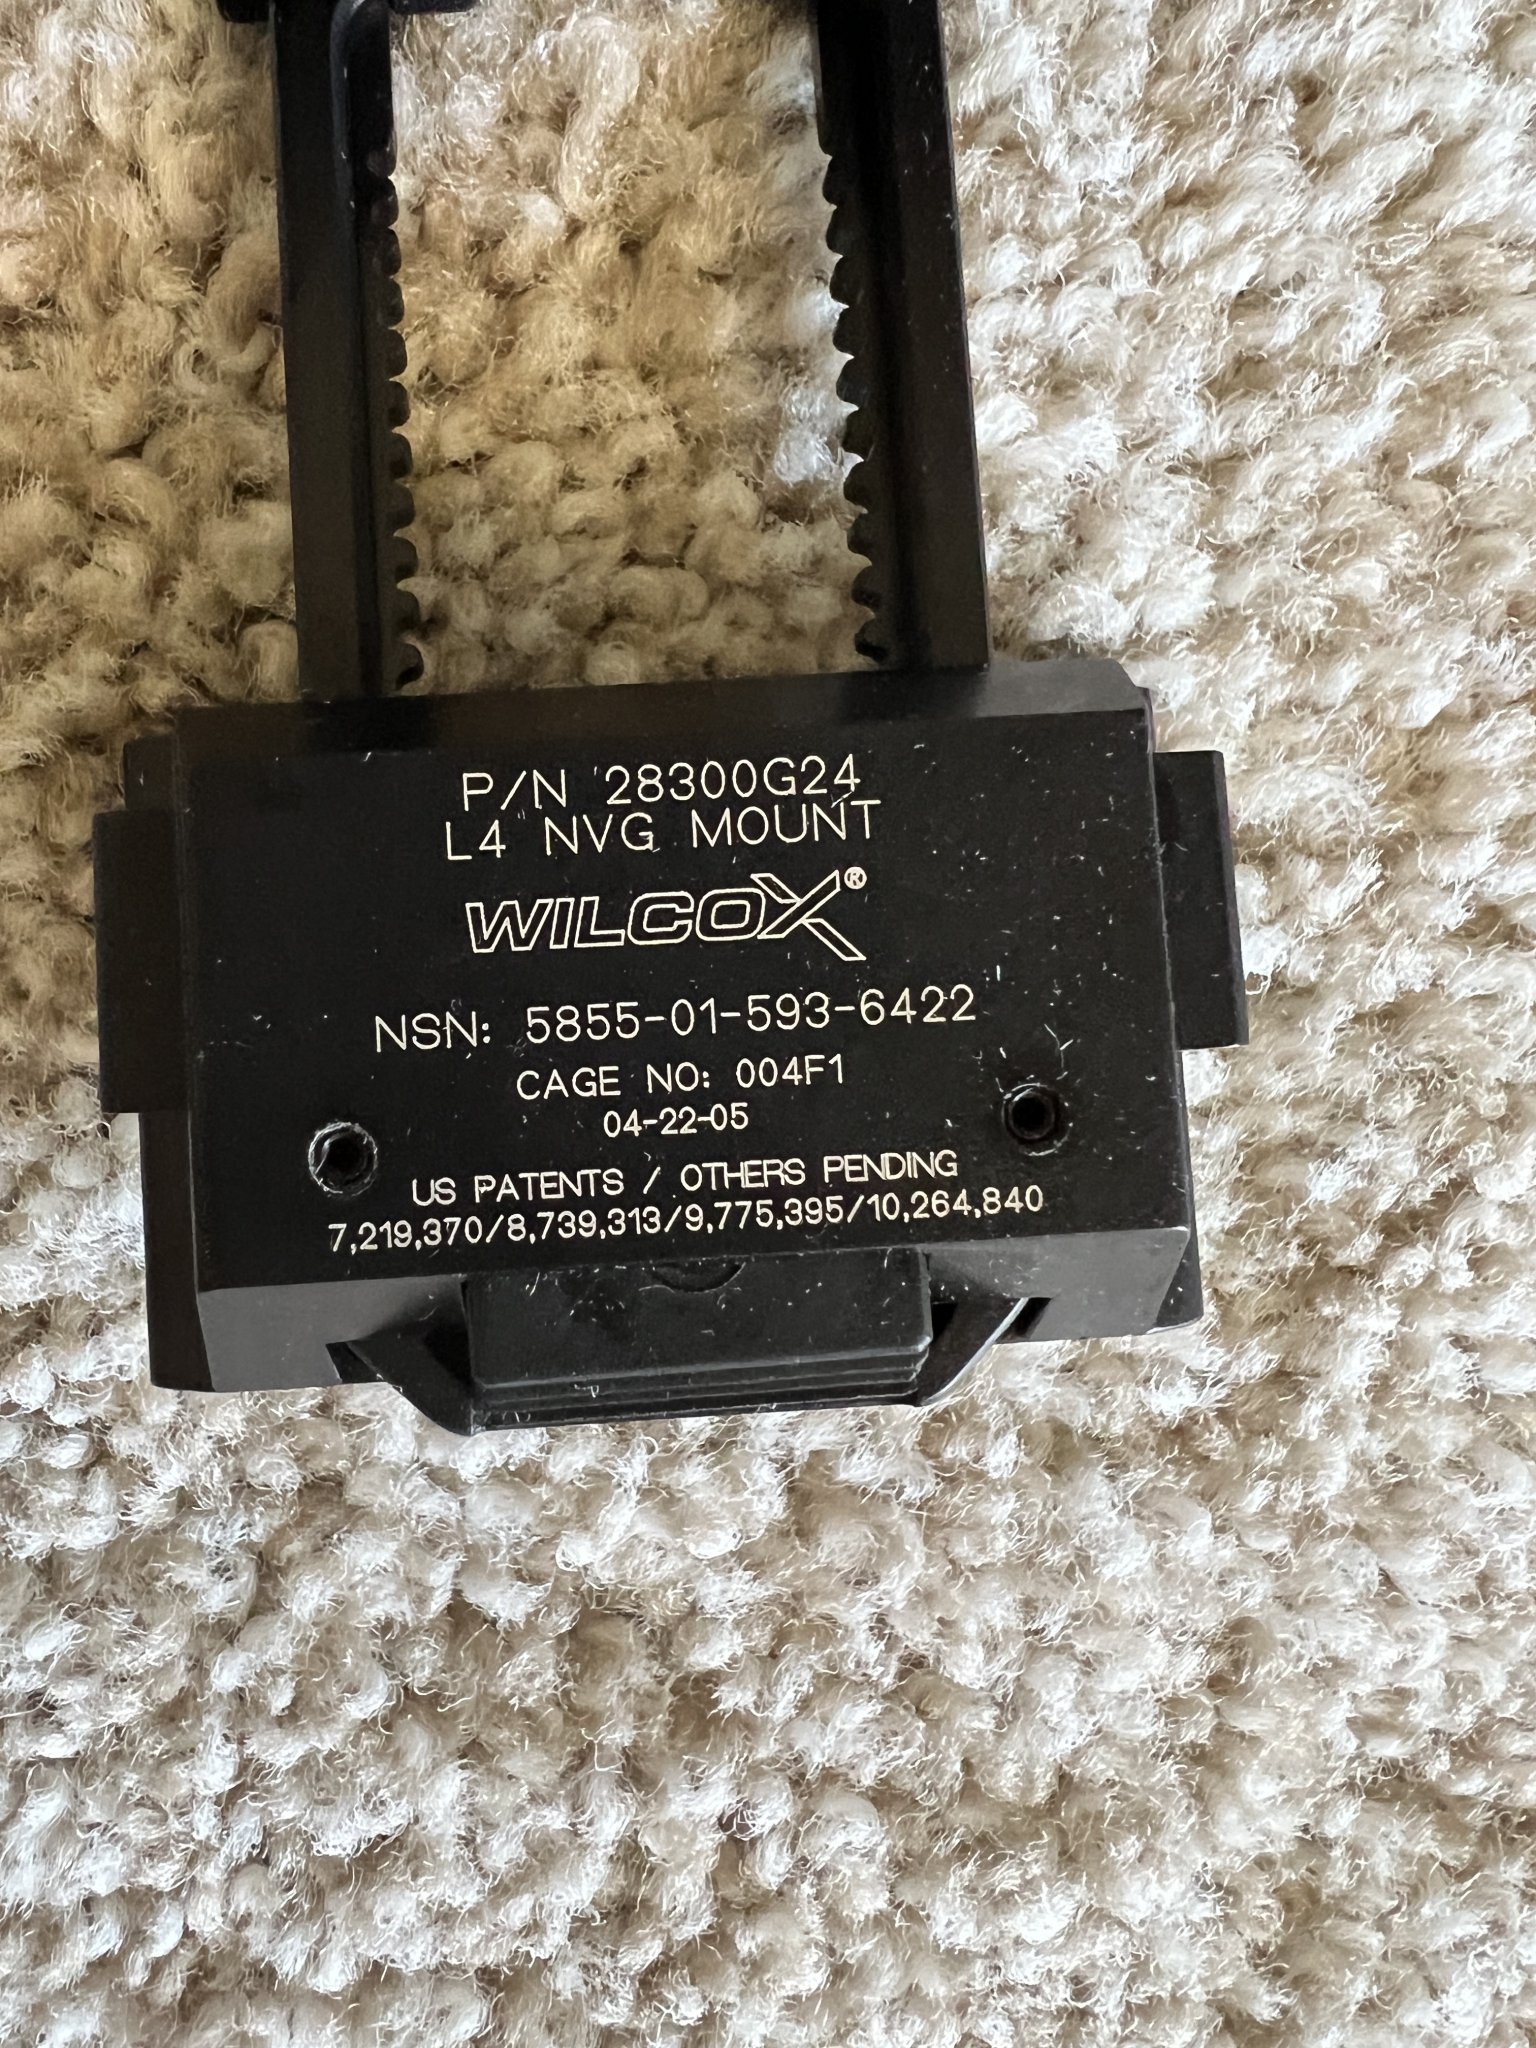 P/N 28300G24
L4 NVG MOUNT
WILCOX®
NSN: 5855-01-593-6422
CAGE NO: 004F1
04-22-05
US PATENTS / OTHERS PENDING
7,219,370/8,739,313/9,775,395/10,264,840